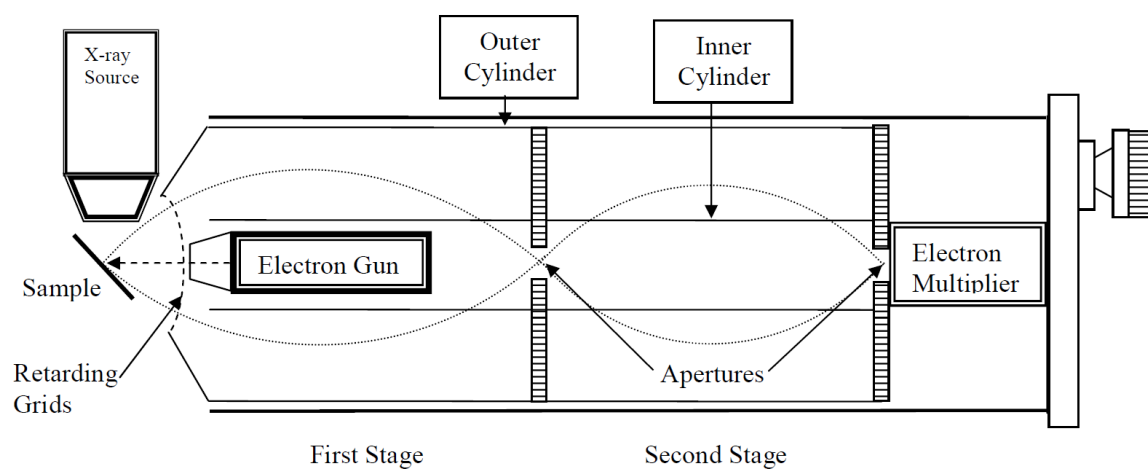 X-ray
Source
Outer
Cylinder
Inner
Cylinder
Electron Gun
Electron
Multiplier
Sample
Retarding
Grids
Apertures
First Stage
Second Stage